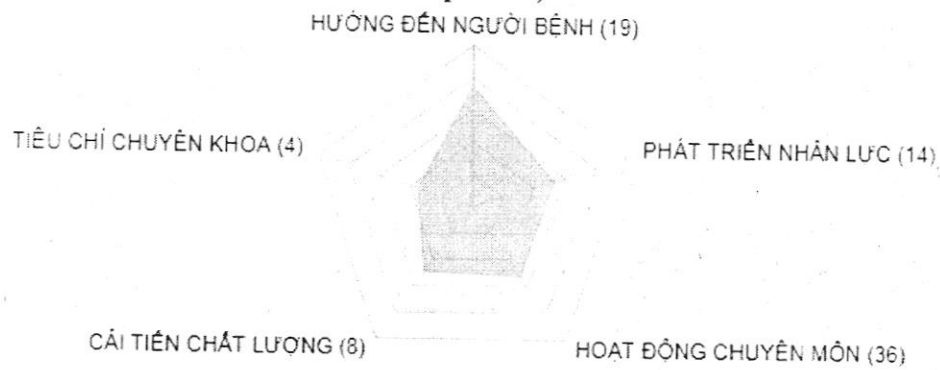 HƯỚNG ĐẾN NGƯỜI BỆNH (19)
TIÊU CHÍ CHUYÊN KHOA (4)
PHÁT TRIỂN NHÂN LỰC (14)
CẢI TIẾN CHẤT LƯỢNG (8)
HOẠT ĐỘNG CHUYÊN MÔN (36)